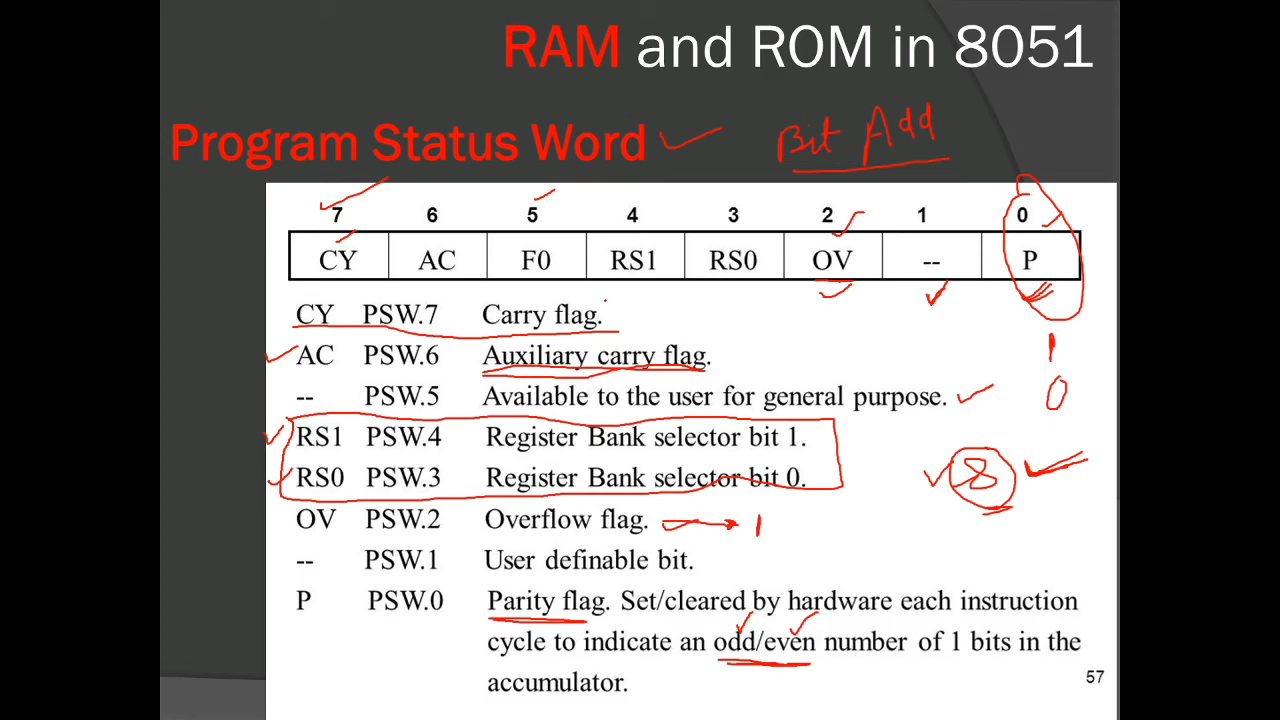 RAM and ROM in 8051
Program Status Word Bit Add
7 6 5 4 3 2 1 0
CY AC F0 RS1 RS0 OV -- P
CY PSW.7 Carry flag.
AC PSW.6 Auxiliary carry flag. 1
-- PSW.5 Available to the user for general purpose. 0
RS1 PSW.4 Register Bank selector bit 1.
RS0 PSW.3 Register Bank selector bit 0. 8
OV PSW.2 Overflow flag. 1
-- PSW.1 User definable bit.
P PSW.0 Parity flag. Set/cleared by hardware each instruction
cycle to indicate an odd/even number of 1 bits in the
accumulator.
57